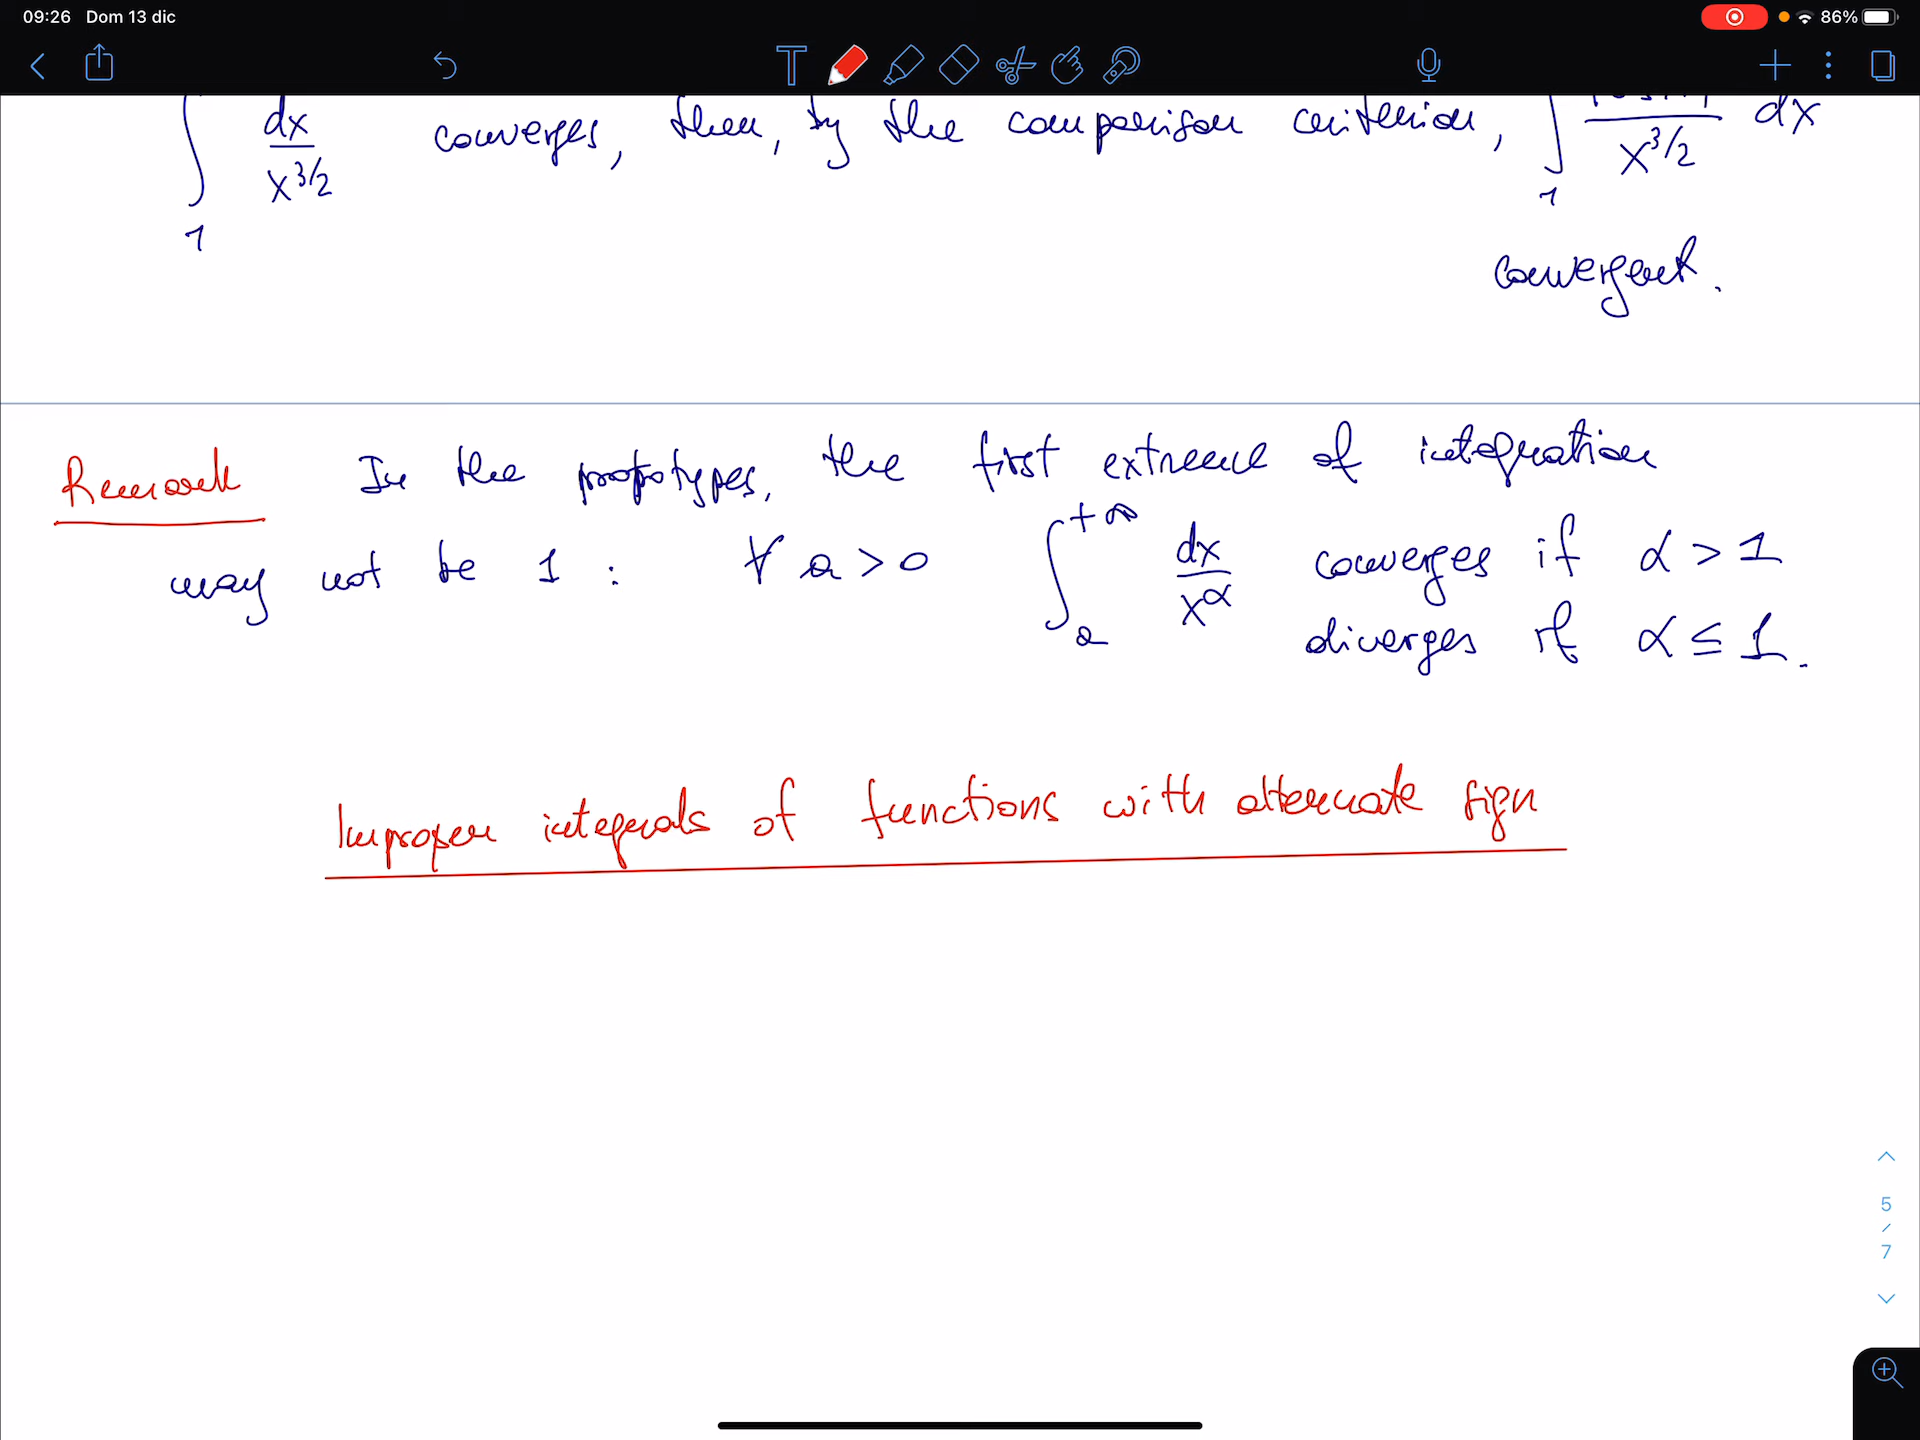 09:26 Dom 13 dic 86%
∫ dx/x^3/2 converges, then, by the comparison criterion, ∫ dx
1 x^3/2
1
convergent.
Remark In the prototypes, the first extreme of integration
may not be 1 : ∀ a > 0 ∫_a^+∞ dx/x^α converges if α > 1
diverges if α ≤ 1.
Improper integrals of functions with alternate sign
5
/
7